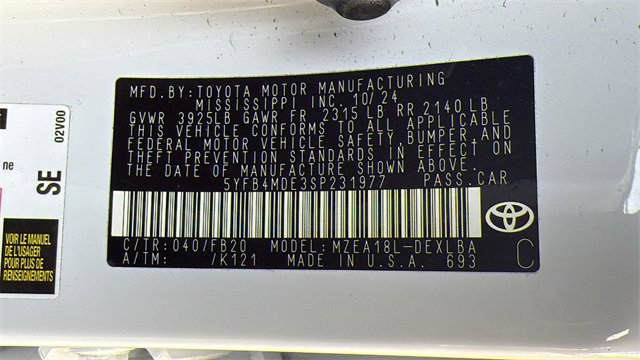 MFD. BY: TOYOTA MOTOR MANUFACTURING
MISSISSIPPI INC. 10/24
GVWR 3925LB GAWR FR 2315 LB RR 2140 LB
THIS VEHICLE CONFORMS TO ALL APPLICABLE
FEDERAL MOTOR VEHICLE SAFETY, BUMPER, AND
THEFT PREVENTION STANDARDS IN EFFECT ON
THE DATE OF MANUFACTURE SHOWN ABOVE.
5YFB4MDE3SP231977 PASS. CAR
C/TR: 040/FB20 MODEL: MZEA18L-DEXLBA
A/TM: /K121 MADE IN U.S.A. 693
C
ne
SE
02V00
VOIR LE MANUEL
DE L'USAGER
POUR PLUS DE
RENSEIGNEMENTS